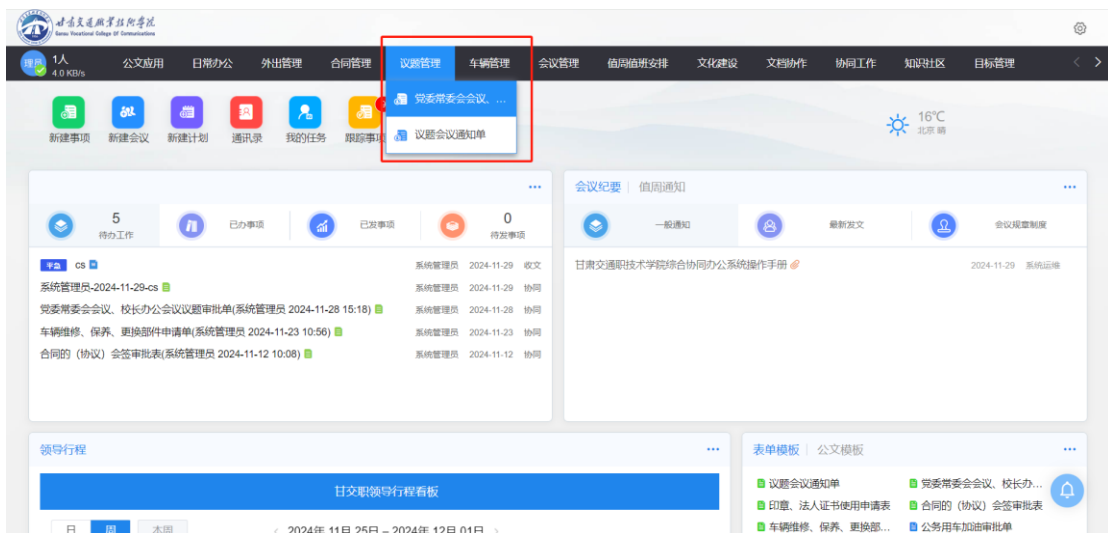 甘肃交通职业技术学院
Gansu Vocational College Of Communications
理员 1人 公文应用 日常办公 外出管理 合同管理 议题管理 车辆管理 会议管理 值周值班安排 文化建设 文档协作 协同工作 知识社区 目标管理
4.0 KB/s
党委常委会会议、...
议题会议通知单
新建事项 新建会议 新建计划 通讯录 我的任务 跟踪事项
16°C
北京 晴
会议纪要 值周通知
5
待办工作 已办事项 已发事项
0
待发事项
一般通知 最新发文 会议规章制度
平急 cs 系统管理员 2024-11-29 收文
系统管理员-2024-11-29-cs 系统管理员 2024-11-29 协同
党委常委会会议、校长办公会议议题审批单(系统管理员 2024-11-28 15:18) 系统管理员 2024-11-28 协同
车辆维修、保养、更换部件申请单(系统管理员 2024-11-23 10:56) 系统管理员 2024-11-23 协同
合同的（协议）会签审批表(系统管理员 2024-11-12 10:08) 系统管理员 2024-11-12 协同
甘肃交通职技术学院综合协同办公系统操作手册 2024-11-29 系统运维
领导行程
甘交职领导行程看板
日 周 本周 2024年 11月 25日 – 2024年 12月 01日
表单模板 公文模板
议题会议通知单 党委常委会会议、校长办...
印章、法人证书使用申请表 合同的（协议）会签审批表
车辆维修、保养、更换部... 公务用车加油审批单